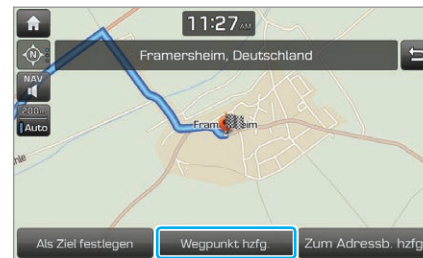 11:27 AM
N
Framersheim, Deutschland
NAV
200m
Auto
Als Ziel festlegen
Wegpunkt hzfg.
Zum Adressb. hzfg